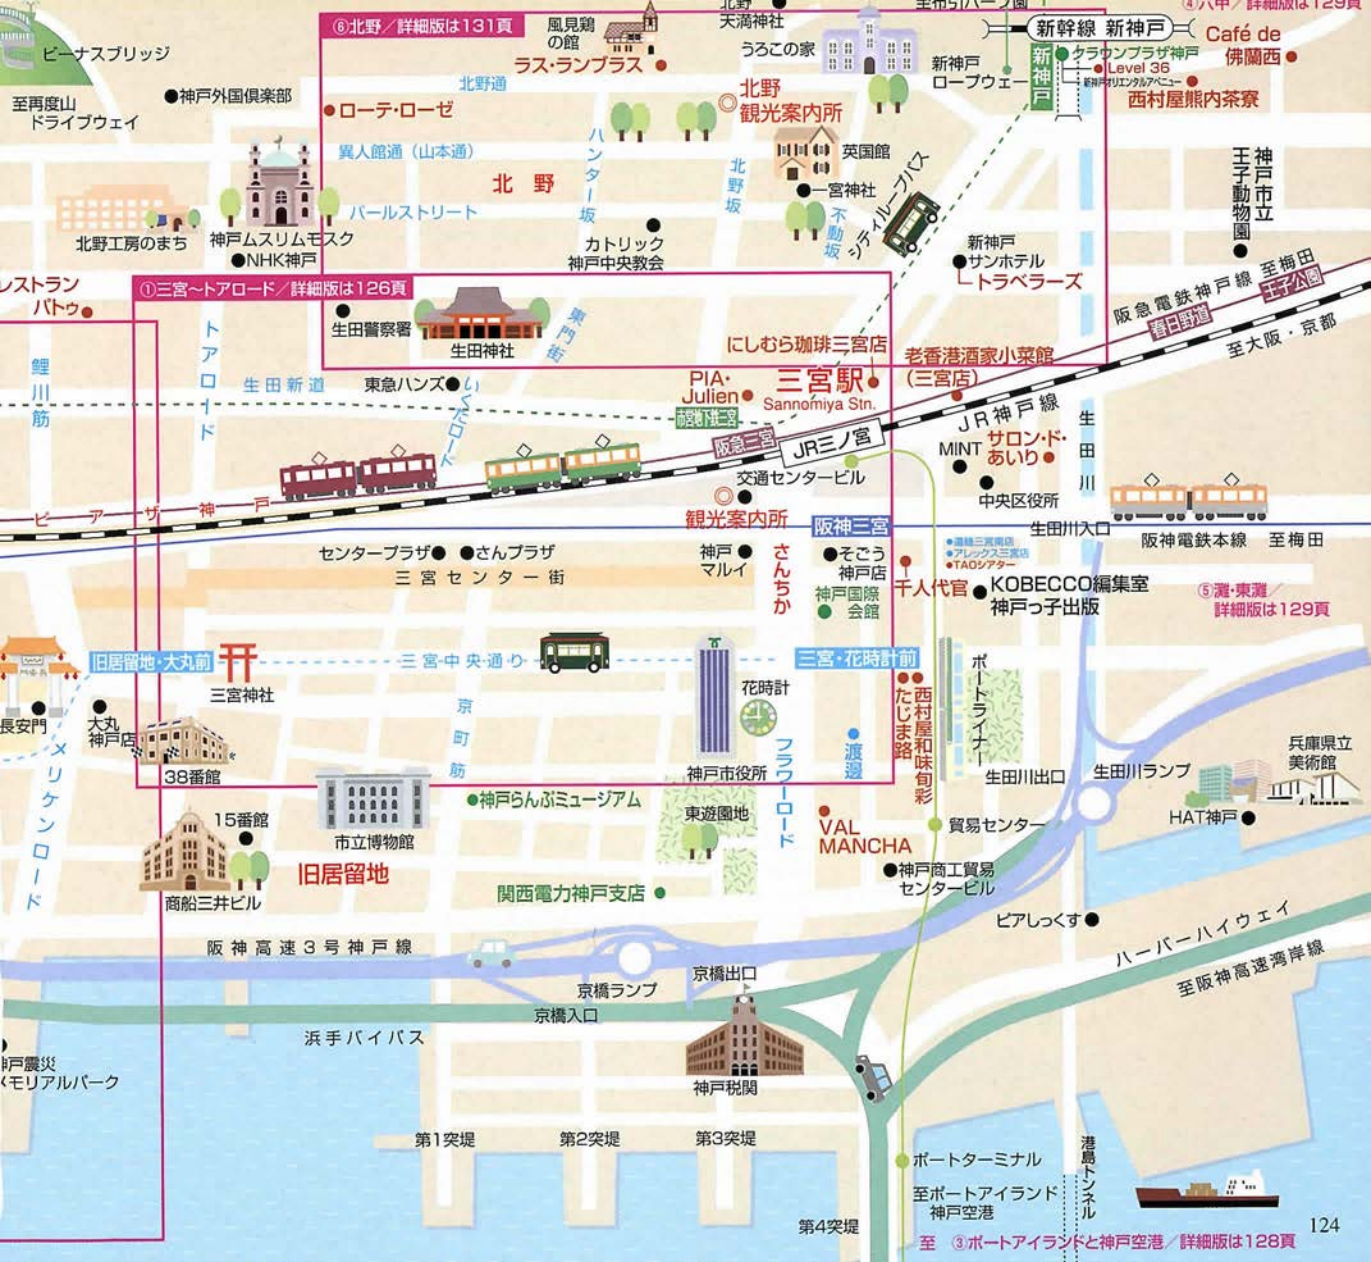 ④六甲／詳細版は129頁
⑥北野／詳細版は131頁
風見鶏
の館
ラス・ランブラス
北野
天満神社
うろこの家
新幹線 新神戸
新神戸
新神戸
ロープウェー
クラウンプラザ神戸
Level 36
新神戸オリエンタルアベニュー
Café de
佛蘭西
西村屋熊内茶寮
ビーナスブリッジ
至再度山
ドライブウェイ
神戸外国倶楽部
ローテ・ローゼ
北野通
北野
観光案内所
異人館通（山本通）
ハンター坂
北野坂
英国館
一宮神社
不動坂
シティループバス
北 野
パールストリート
北野工房のまち
神戸ムスリムモスク
NHK神戸
カトリック
神戸中央教会
新神戸
サンホテル
トラベラーズ
神戸市立
王子動物園
阪急電鉄神戸線 至梅田
王子公園
春日野道
至大阪・京都
レストラン
パトゥ
①三宮～トアロード／詳細版は126頁
生田警察署
生田神社
東門街
にしむら珈琲三宮店
老香港酒家小菜館
（三宮店）
鯉川筋
トアロード
生田新道
東急ハンズ
いくたロード
PIA・
Julien
三宮駅
Sannomiya Stn.
市営地下鉄三宮
阪急三宮
JR三ノ宮
JR神戸線
MINT
サロン・ド・
あいり
生田川
交通センタービル
中央区役所
ピアザ神戸
観光案内所
阪神三宮
生田川入口
阪神電鉄本線 至梅田
センタープラザ
さんプラザ
三宮センター街
神戸
マルイ
さんちか
そごう
神戸店
神戸国際
会館
千人代官
アレックス三宮店
TAOシアター
KOBECCO編集室
神戸っ子出版
⑤灘・東灘／
詳細版は129頁
旧居留地・大丸前
三宮神社
三宮中央通り
三宮・花時計前
長安門
大丸
神戸店
メリケンロード
38番館
京町筋
花時計
神戸市役所
フラワーロード
渡邊
たじま路
西村屋和味旬彩
ポートライナー
生田川出口
生田川ランプ
兵庫県立
美術館
HAT神戸
15番館
商船三井ビル
市立博物館
旧居留地
神戸らんぷミュージアム
東遊園地
VAL
MANCHA
貿易センター
神戸商工貿易
センタービル
関西電力神戸支店
ピアしっくす
阪神高速3号神戸線
京橋ランプ
京橋出口
京橋入口
浜手バイパス
ハーバーハイウェイ
至阪神高速湾岸線
神戸税関
神戸震災
メモリアルパーク
第1突堤
第2突堤
第3突堤
第4突堤
ポートターミナル
至ポートアイランド
神戸空港
港島トンネル
至 ③ポートアイランドと神戸空港／詳細版は128頁
124